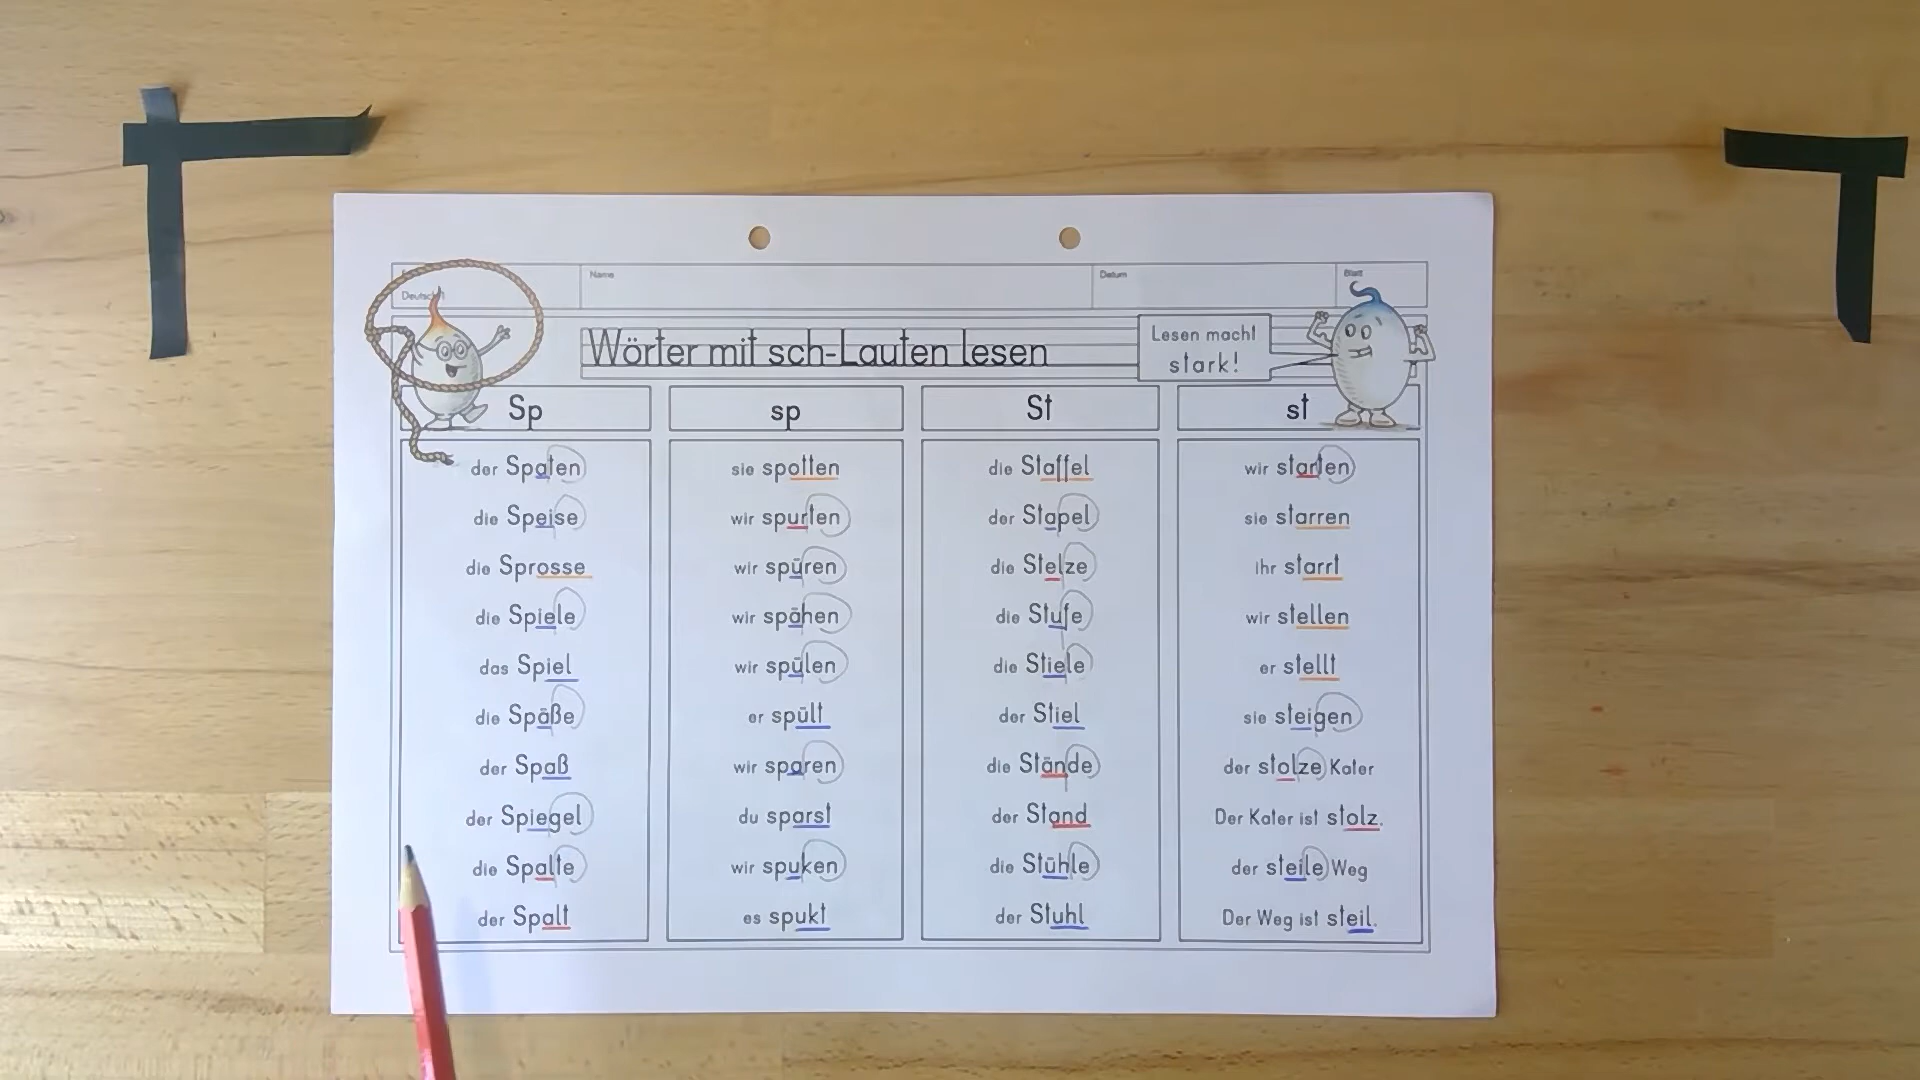 Deutsch
Name
Datum
Blatt
Wörter mit sch-Lauten lesen
Lesen macht
stark!
Sp
der Spaten
die Speise
die Sprosse
die Spiele
das Spiel
die Späße
der Spaß
der Spiegel
die Spalte
der Spalt
sp
sie spotten
wir spurten
wir spüren
wir spähen
wir spülen
er spült
wir sparen
du sparst
wir spuken
es spukt
St
die Staffel
der Stapel
die Stelze
die Stufe
die Stiele
der Stiel
die Stände
der Stand
die Stühle
der Stuhl
st
wir starten
sie starren
ihr starrt
wir stellen
er stellt
sie steigen
der stolze Kater
Der Kater ist stolz.
der steile Weg
Der Weg ist steil.